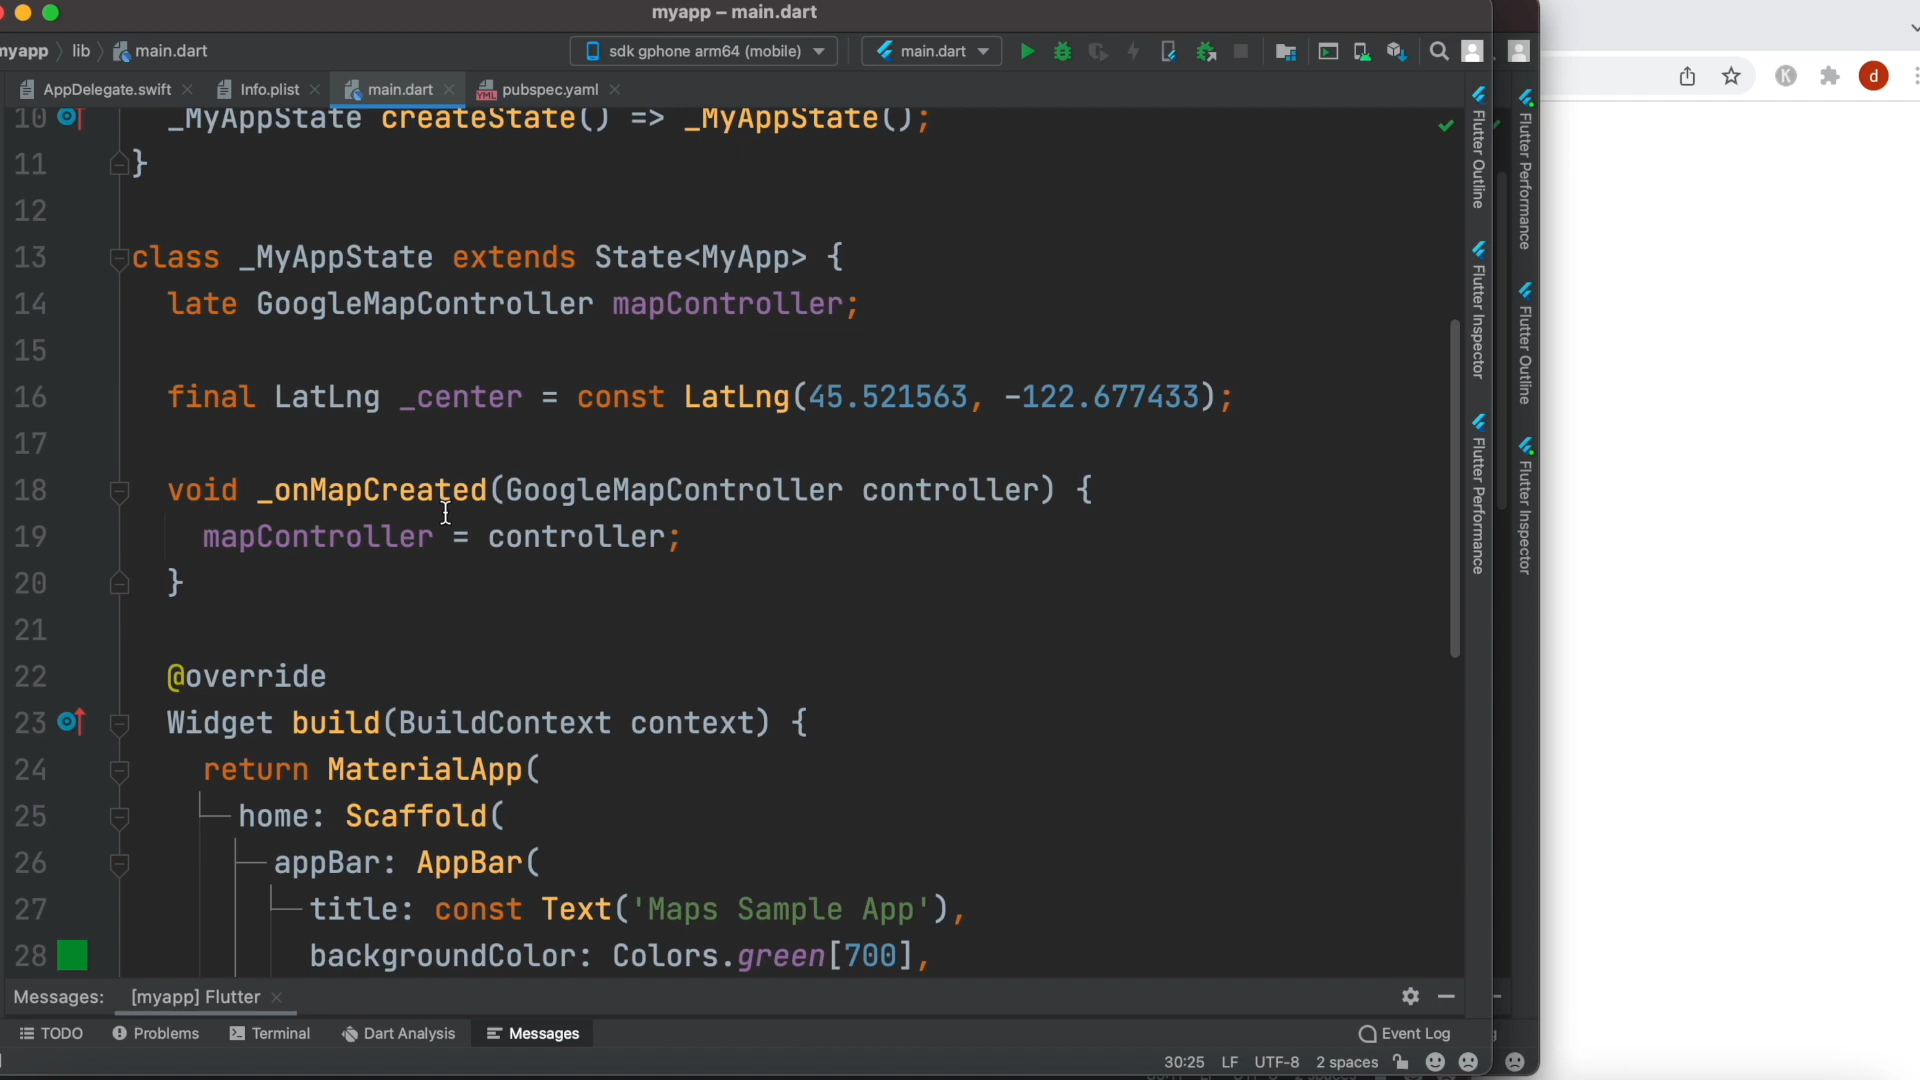 myapp – main.dart
myapp lib main.dart
sdk gphone arm64 (mobile) main.dart
AppDelegate.swift Info.plist main.dart pubspec.yaml
10 _MyAppState createState() => _MyAppState();
11 }
12
13 class _MyAppState extends State<MyApp> {
14 late GoogleMapController mapController;
15
16 final LatLng _center = const LatLng(45.521563, -122.677433);
17
18 void _onMapCreated(GoogleMapController controller) {
19 mapController = controller;
20 }
21
22 @override
23 Widget build(BuildContext context) {
24 return MaterialApp(
25 home: Scaffold(
26 appBar: AppBar(
27 title: const Text('Maps Sample App'),
28 backgroundColor: Colors.green[700],
Messages: [myapp] Flutter
TODO Problems Terminal Dart Analysis Messages Event Log
30:25 LF UTF-8 2 spaces
Flutter Outline
Flutter Inspector
Flutter Performance
Flutter Performance
Flutter Outline
Flutter Inspector
K d